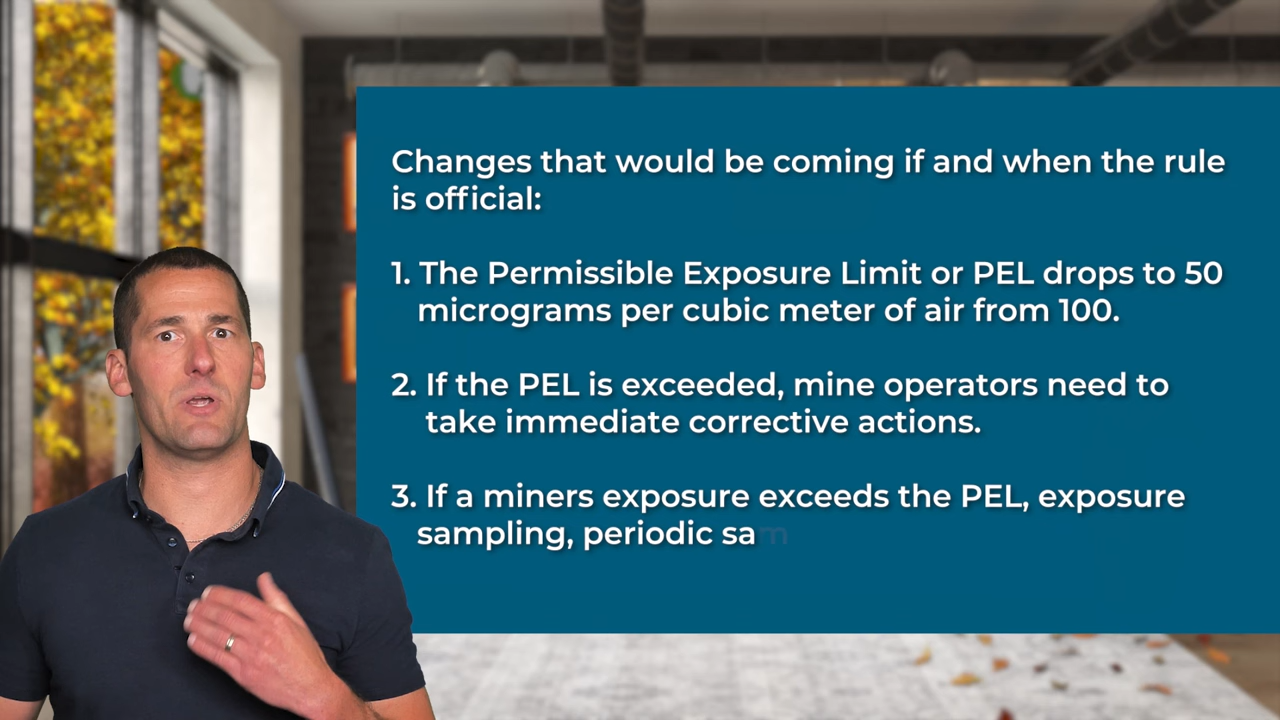 Changes that would be coming if and when the rule
is official:
1. The Permissible Exposure Limit or PEL drops to 50
micrograms per cubic meter of air from 100.
2. If the PEL is exceeded, mine operators need to
take immediate corrective actions.
3. If a miners exposure exceeds the PEL, exposure
sampling, periodic sam